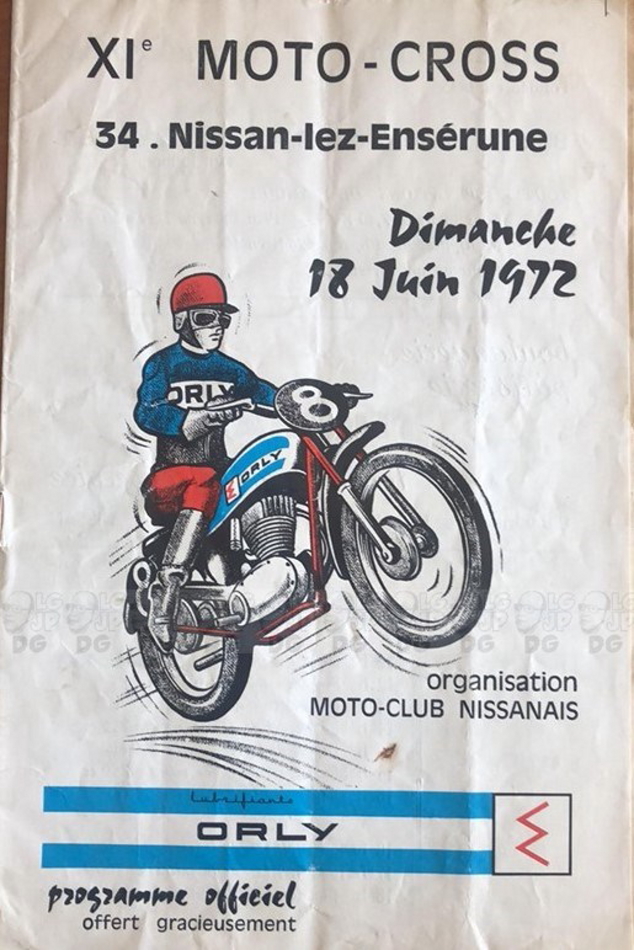 XIe MOTO-CROSS
34 . Nissan-lez-Ensérune
Dimanche
18 Juin 1972
ORLY
8
ORLY
8
organisation
MOTO-CLUB NISSANAIS
lubrifiants
ORLY
programme officiel
offert gracieusement